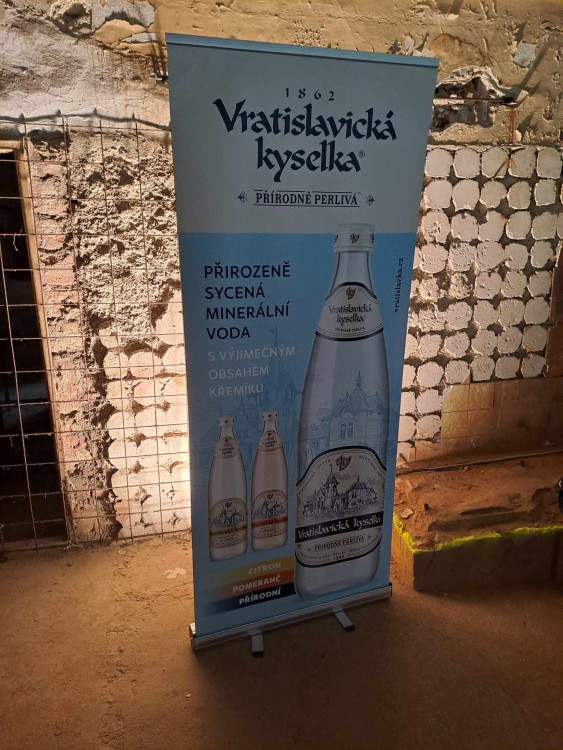 1862
Vratislavická
kyselka®
PŘÍRODNĚ PERLIVÁ
PŘIROZENĚ
SYCENÁ
MINERÁLNÍ
VODA
S VÝJIMEČNÝM
OBSAHEM
KŘEMÍKU
vratislavka.cz
Vratislavická
kyselka
Vratislavická kyselka
PŘÍRODNĚ PERLIVÁ
CITRON
POMERANČ
PŘÍRODNÍ